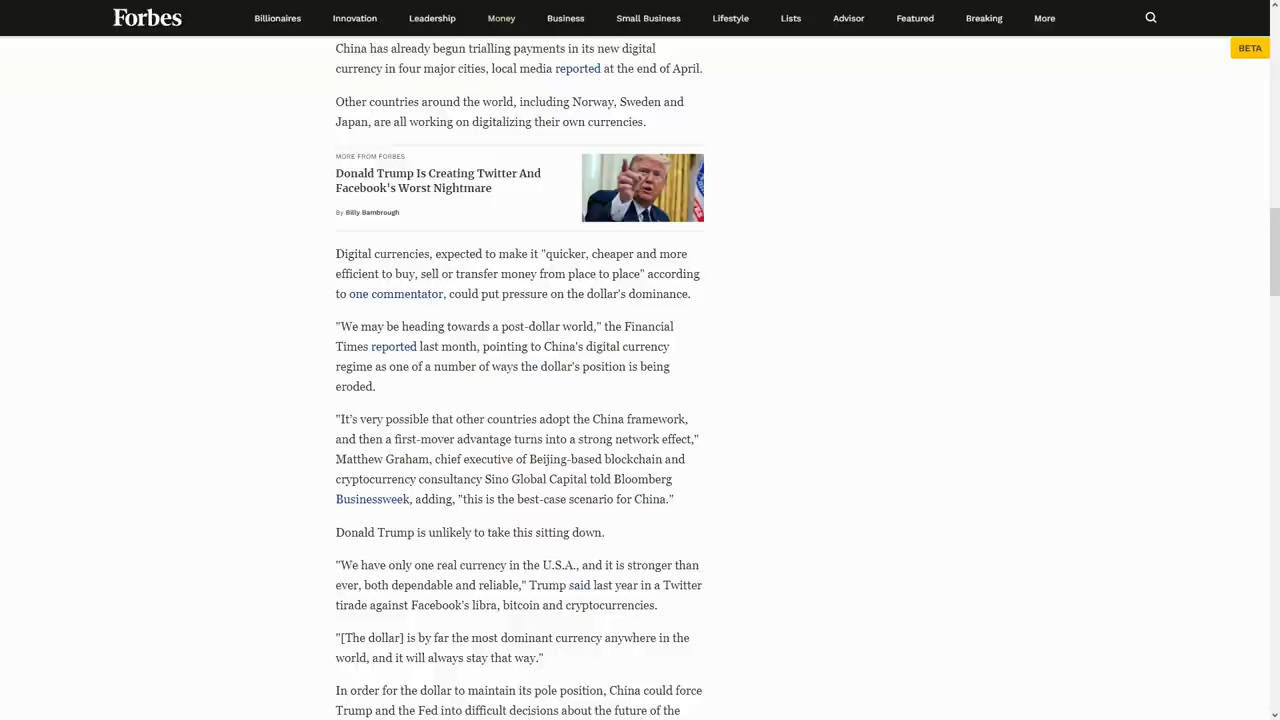 Forbes
Billionaires Innovation Leadership Money Business Small Business Lifestyle Lists Advisor Featured Breaking More
BETA
China has already begun trialling payments in its new digital
currency in four major cities, local media reported at the end of April.
Other countries around the world, including Norway, Sweden and
Japan, are all working on digitalizing their own currencies.
MORE FROM FORBES
Donald Trump Is Creating Twitter And
Facebook's Worst Nightmare
By Billy Bambrough
Digital currencies, expected to make it "quicker, cheaper and more
efficient to buy, sell or transfer money from place to place" according
to one commentator, could put pressure on the dollar's dominance.
"We may be heading towards a post-dollar world," the Financial
Times reported last month, pointing to China's digital currency
regime as one of a number of ways the dollar's position is being
eroded.
"It’s very possible that other countries adopt the China framework,
and then a first-mover advantage turns into a strong network effect,"
Matthew Graham, chief executive of Beijing-based blockchain and
cryptocurrency consultancy Sino Global Capital told Bloomberg
Businessweek, adding, "this is the best-case scenario for China."
Donald Trump is unlikely to take this sitting down.
"We have only one real currency in the U.S.A., and it is stronger than
ever, both dependable and reliable," Trump said last year in a Twitter
tirade against Facebook's libra, bitcoin and cryptocurrencies.
"[The dollar] is by far the most dominant currency anywhere in the
world, and it will always stay that way."
In order for the dollar to maintain its pole position, China could force
Trump and the Fed into difficult decisions about the future of the